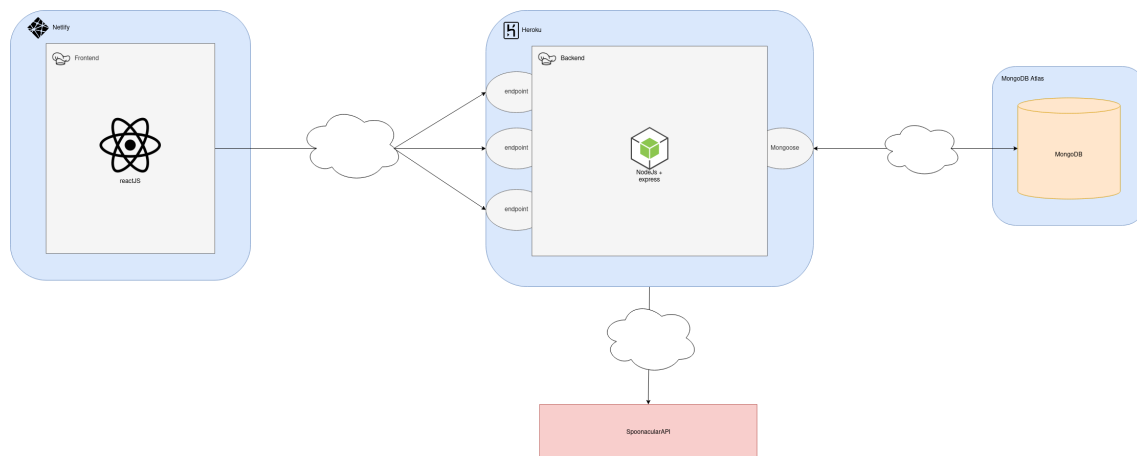 Netlify
Frontend
reactJS
Heroku
Backend
endpoint
endpoint
endpoint
NodeJs +
express
Mongoose
MongoDB Atlas
MongoDB
SpoonacularAPI